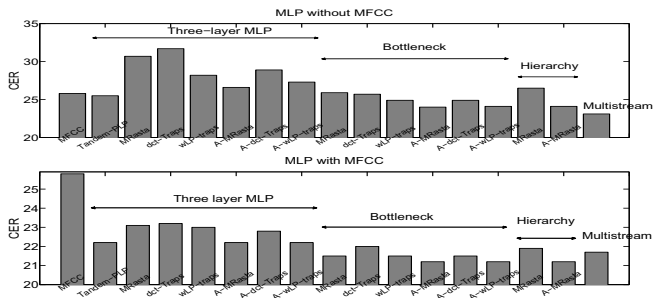 MLP without MFCC
Three-layer MLP
Bottleneck
Hierarchy
Multistream
CER
35
30
25
20
MFCC
Tandem-PLP
MRasta
dct-Traps
wLP-traps
A-MRasta
A-dct-Traps
A-wLP-traps
MRasta
dct-Traps
wLP-traps
A-MRasta
A-dct-Traps
A-wLP-traps
MRasta
A-MRasta
MLP with MFCC
Three layer MLP
Bottleneck
Hierarchy
Multistream
CER
25
24
23
22
21
20
MFCC
Tandem-PLP
MRasta
dct-Traps
wLP-traps
A-MRasta
A-dct-Traps
A-wLP-traps
MRasta
dct-Traps
wLP-traps
A-MRasta
A-dct-Traps
A-wLP-traps
MRasta
A-MRasta